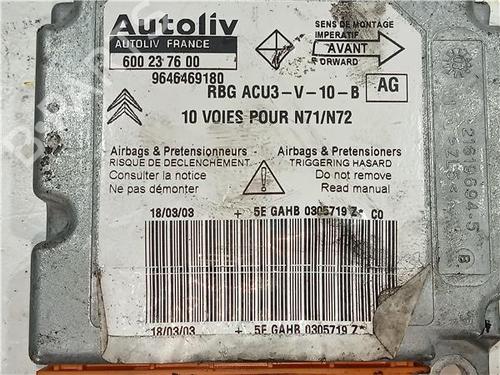 Autoliv
AUTOLIV FRANCE
600 23 76 00
9646469180
SENS DE MONTAGE
IMPERATIF
AVANT
FORWARD
RBG ACU3-V-10-B
AG
10 VOIES POUR N71/N72
Airbags & Pretensionneurs
RISQUE DE DECLENCHEMENT
Consulter la notice
Ne pas démonter
Airbags & Pretensioners
TRIGGERING HASARD
Do not remove
Read manual
18/03/03 + 5E GAHB 0305719 Z* C0
18/03/03 + 5E GAHB 0305719 Z*